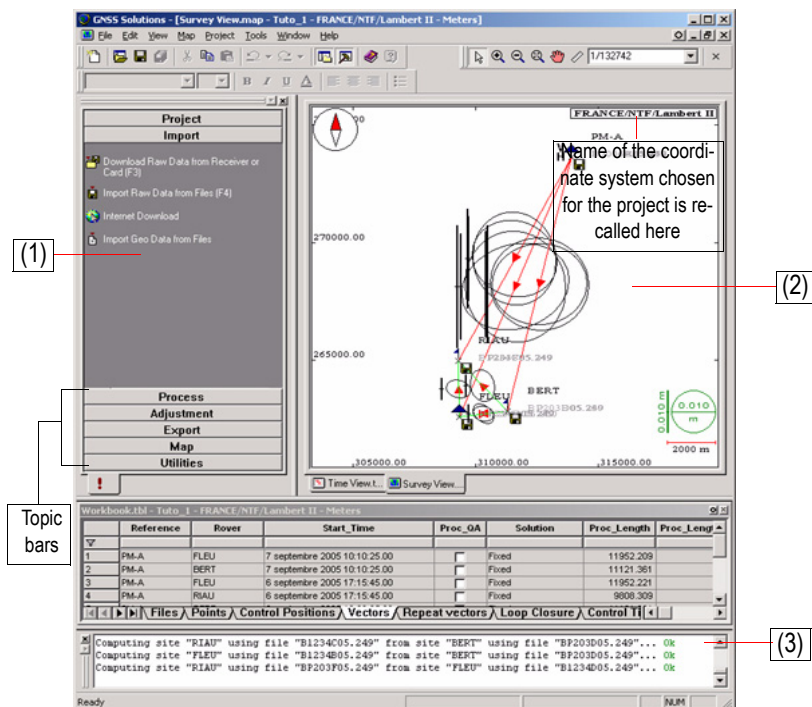 GNSS Solutions - [Survey View.map - Tuto_1 - FRANCE/NTF/Lambert II - Meters]
File Edit View Map Project Tools Window Help
1/132742
B I U A
Project
Import
Download Raw Data from Receiver or
Card (F3)
Import Raw Data from Files (F4)
Internet Download
Import Geo Data from Files
Process
Adjustment
Export
Map
Utilities
(1)
Topic
bars
FRANCE/NTF/Lambert II
PM-A
Name of the coordi-
nate system chosen
for the project is re-
called here
270000.00
(2)
RIAU
265000.00
BP203B05.249
BERT
FLEU
0.010 m
0.010
m
2000 m
305000.00 310000.00 315000.00
Time View.t... Survey View....
Workbook.tbl - Tuto_1 - FRANCE/NTF/Lambert II - Meters
Reference Rover Start_Time Proc_QA Solution Proc_Length Proc_Lengt
1 PM-A FLEU 7 septembre 2005 10:10:25.00 Fixed 11952.209
2 PM-A BERT 7 septembre 2005 10:10:25.00 Fixed 11121.361
3 PM-A FLEU 6 septembre 2005 17:15:45.00 Fixed 11952.221
4 PM-A RIAU 6 septembre 2005 17:15:45.00 Fixed 9808.309
Files Points Control Positions Vectors Repeat vectors Loop Closure Control Ti
Computing site "RIAU" using file "B1234C05.249" from site "BERT" using file "BP203D05.249"... Ok
Computing site "FLEU" using file "B1234B05.249" from site "BERT" using file "BP203D05.249"... Ok
Computing site "RIAU" using file "BP203F05.249" from site "FLEU" using file "B1234D05.249"... Ok
(3)
Ready NUM